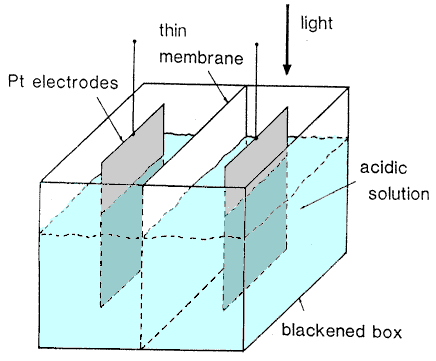 thin
membrane
light
Pt electrodes
acidic
solution
blackened box